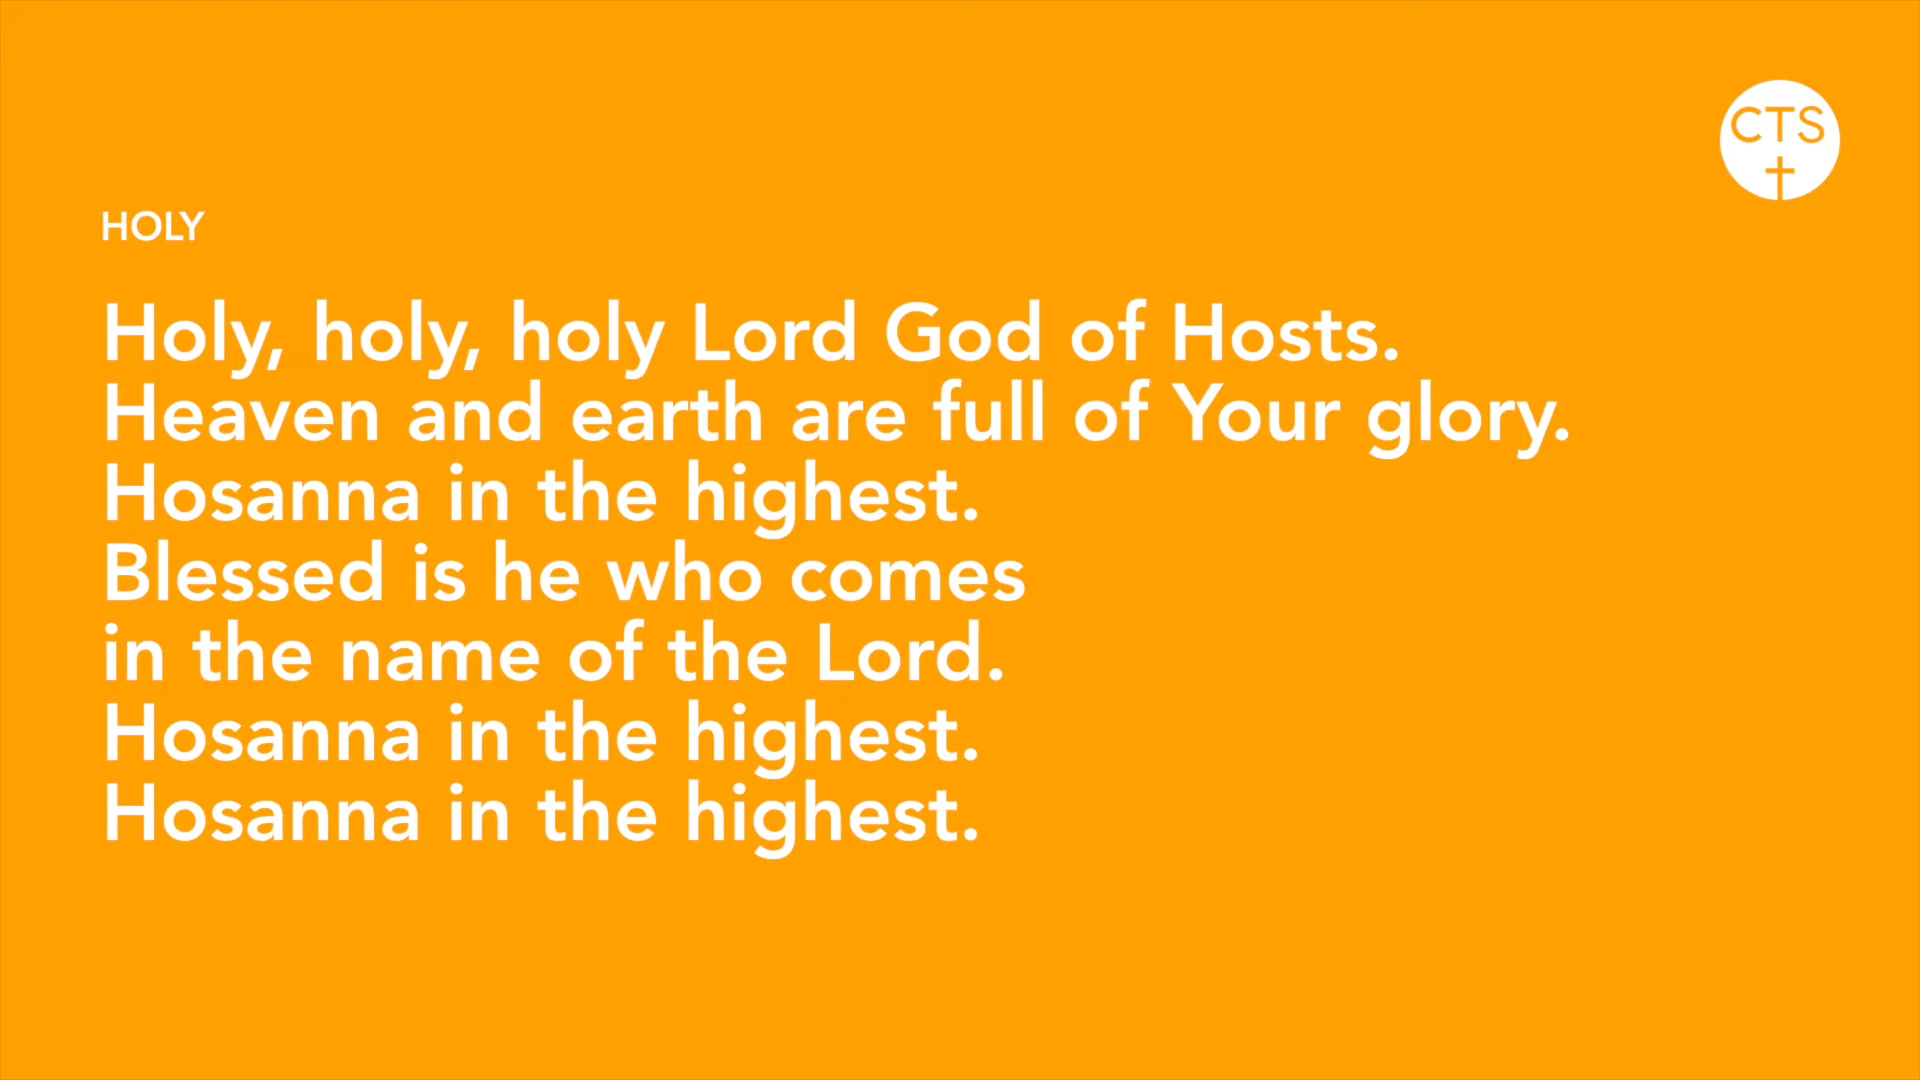 CTS
HOLY
Holy, holy, holy Lord God of Hosts.
Heaven and earth are full of Your glory.
Hosanna in the highest.
Blessed is he who comes
in the name of the Lord.
Hosanna in the highest.
Hosanna in the highest.